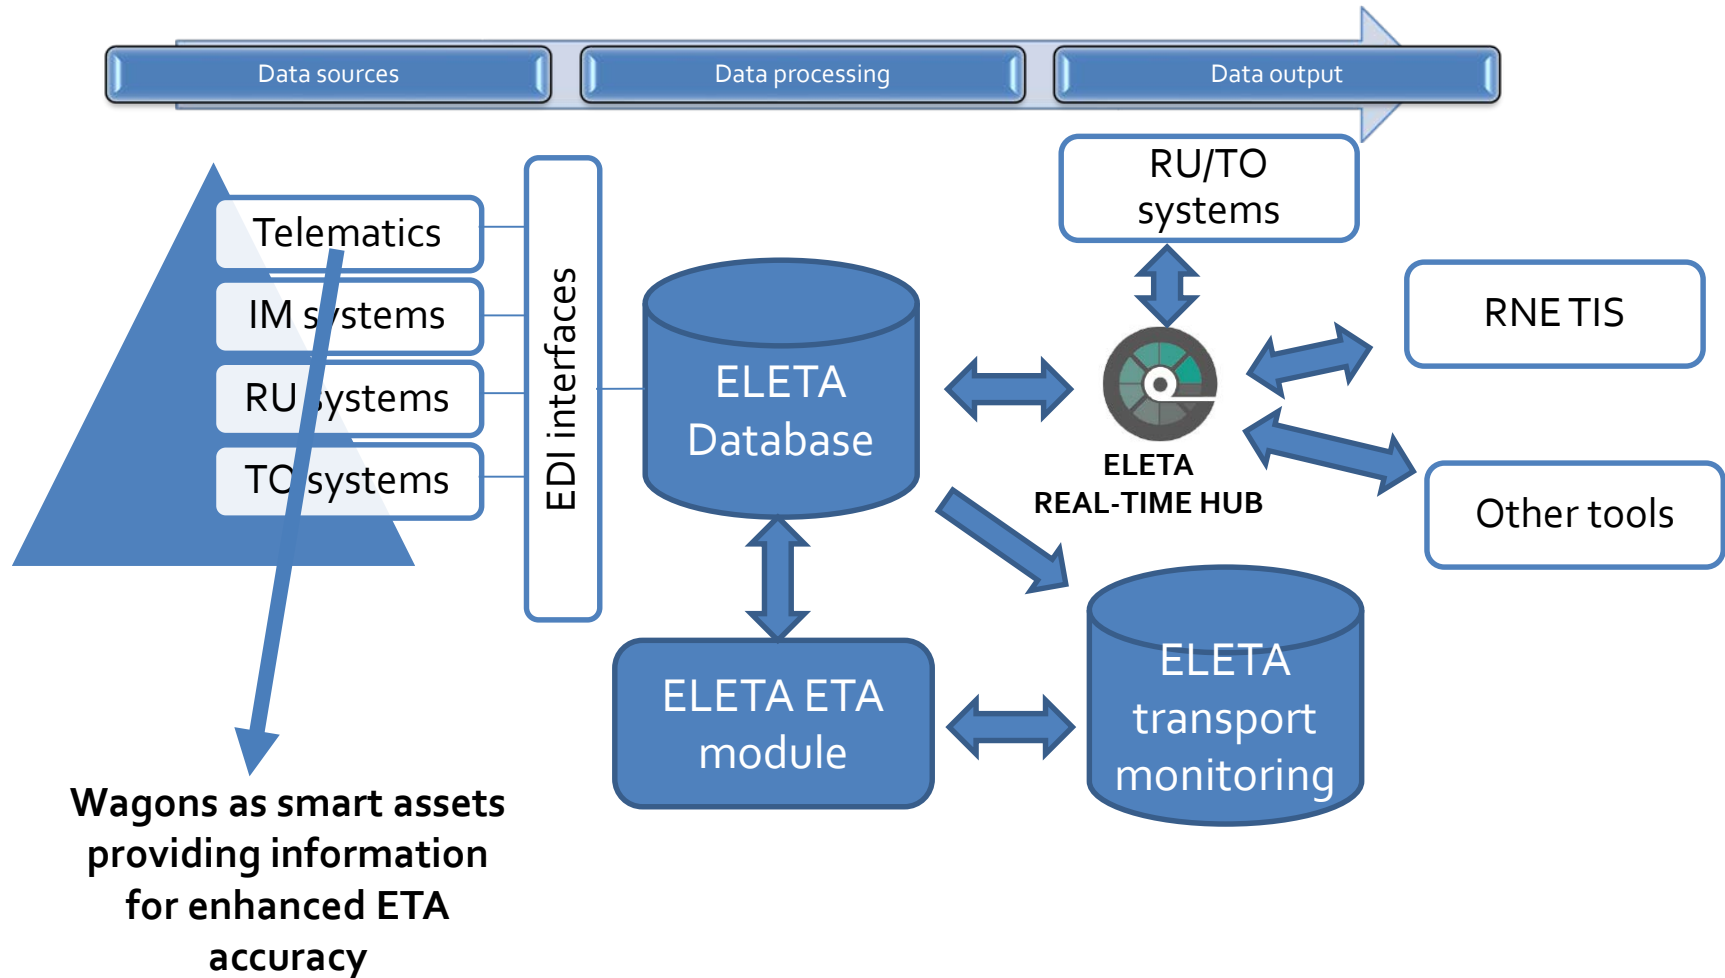 Data sources
Data processing
Data output
Telematics
IM systems
RU systems
TO systems
EDI interfaces
ELETA
Database
RU/TO
systems
RNE TIS
ELETA
REAL-TIME HUB
Other tools
ELETA ETA
module
ELETA
transport
monitoring
Wagons as smart assets
providing information
for enhanced ETA
accuracy